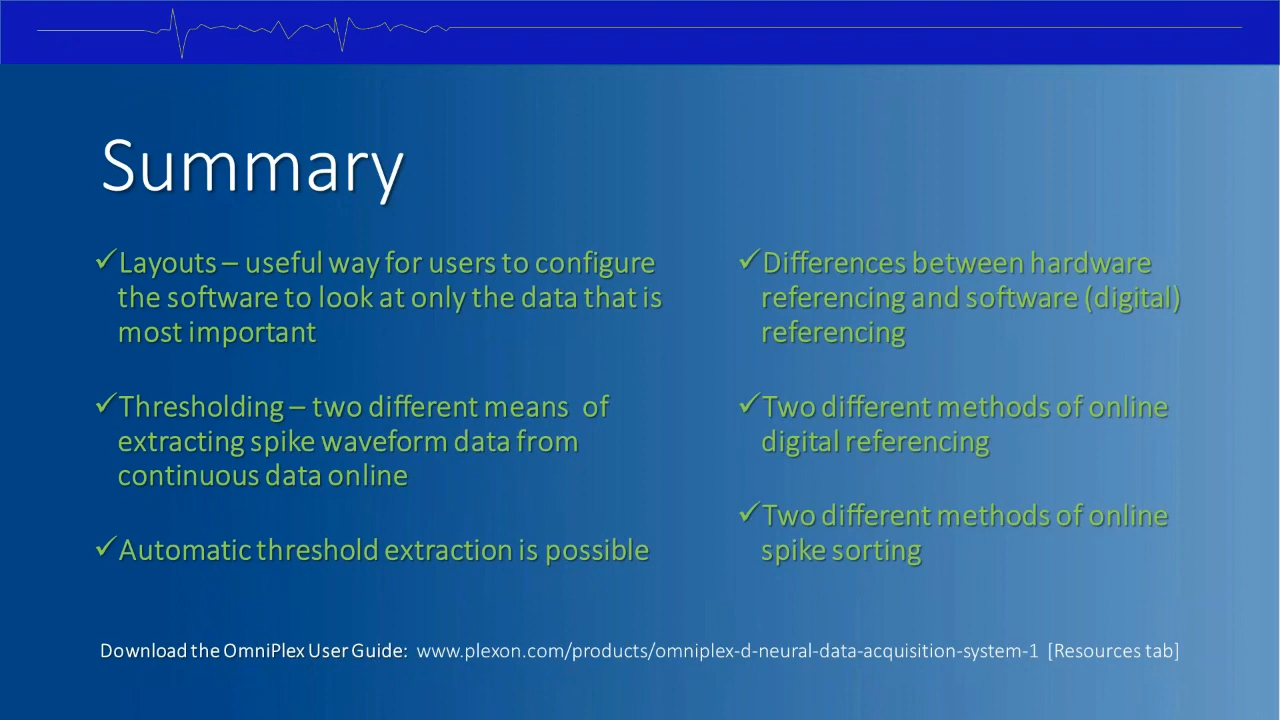 Summary
✓Layouts – useful way for users to configure
the software to look at only the data that is
most important
✓Thresholding – two different means of
extracting spike waveform data from
continuous data online
✓Automatic threshold extraction is possible
✓Differences between hardware
referencing and software (digital)
referencing
✓Two different methods of online
digital referencing
✓Two different methods of online
spike sorting
Download the OmniPlex User Guide: www.plexon.com/products/omniplex-d-neural-data-acquisition-system-1 [Resources tab]